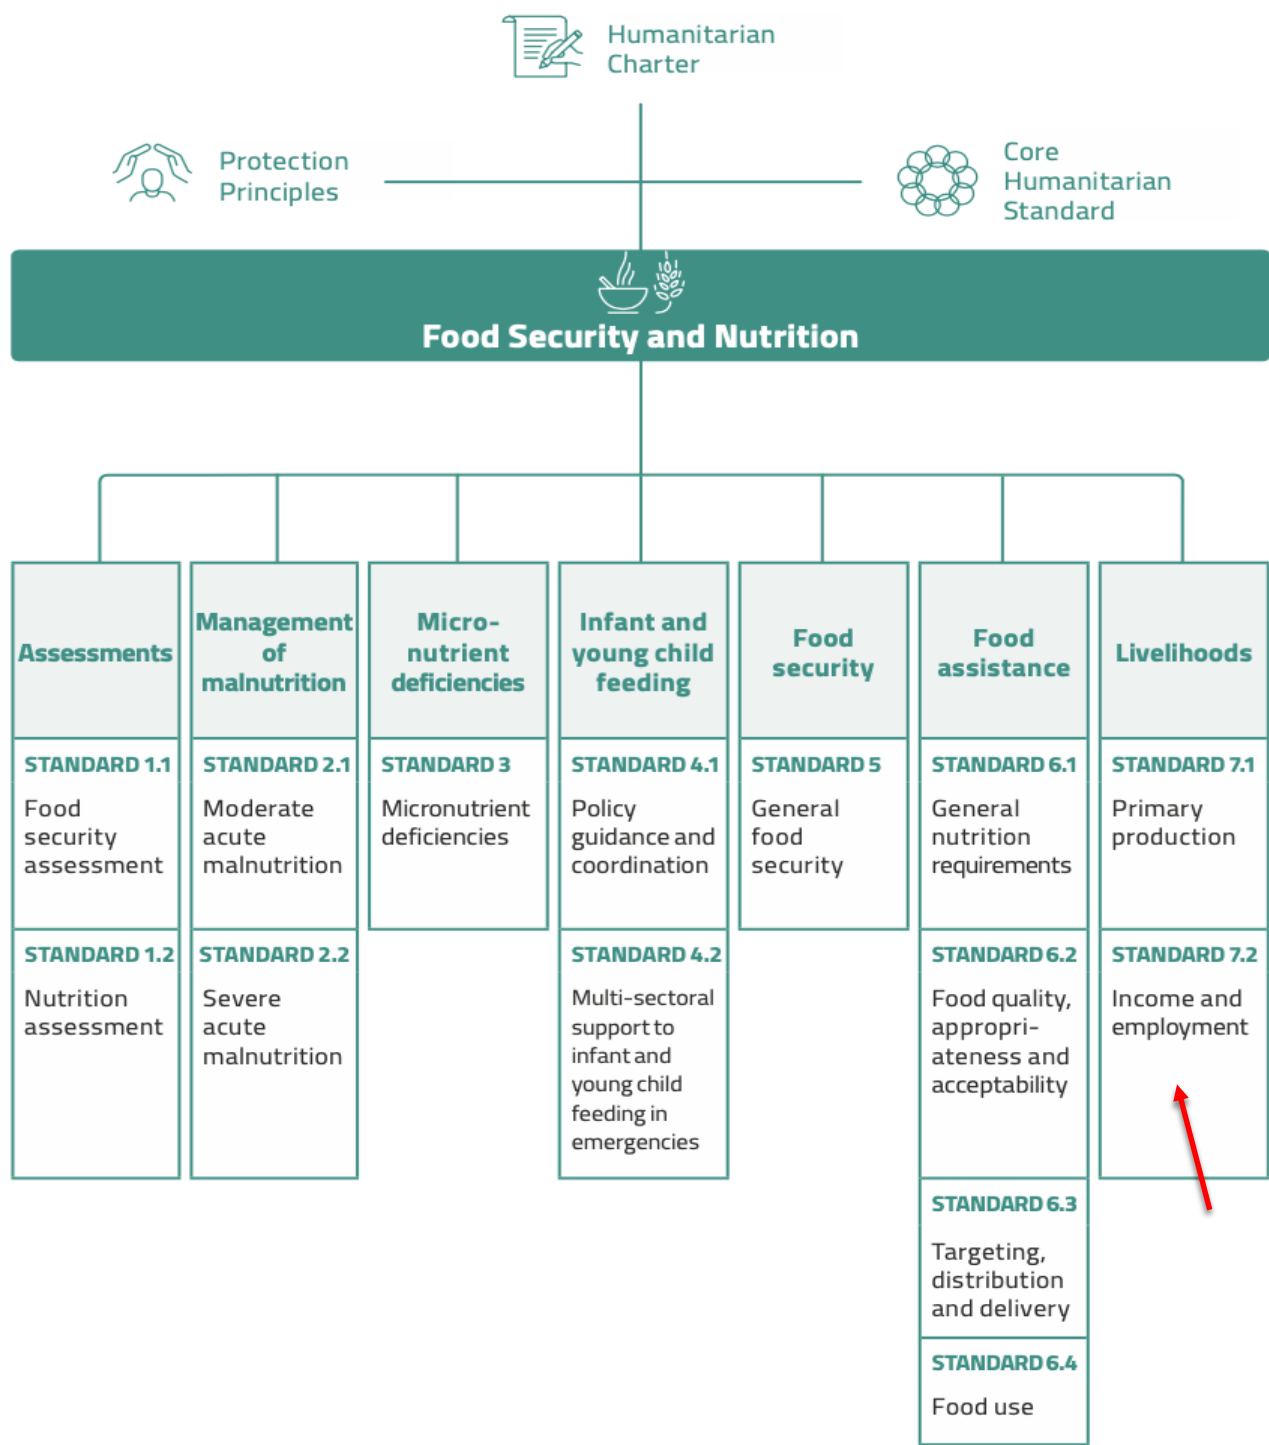 Humanitarian
Charter
Protection
Principles
Core
Humanitarian
Standard
Food Security and Nutrition
Assessments
STANDARD 1.1
Food
security
assessment
STANDARD 1.2
Nutrition
assessment
Management
of
malnutrition
STANDARD 2.1
Moderate
acute
malnutrition
STANDARD 2.2
Severe
acute
malnutrition
Micro-
nutrient
deficiencies
STANDARD 3
Micronutrient
deficiencies
Infant and
young child
feeding
STANDARD 4.1
Policy
guidance and
coordination
STANDARD 4.2
Multi-sectoral
support to
infant and
young child
feeding in
emergencies
Food
security
STANDARD 5
General
food
security
Food
assistance
STANDARD 6.1
General
nutrition
requirements
STANDARD 6.2
Food quality,
appropri-
ateness and
acceptability
STANDARD 6.3
Targeting,
distribution
and delivery
STANDARD 6.4
Food use
Livelihoods
STANDARD 7.1
Primary
production
STANDARD 7.2
Income and
employment